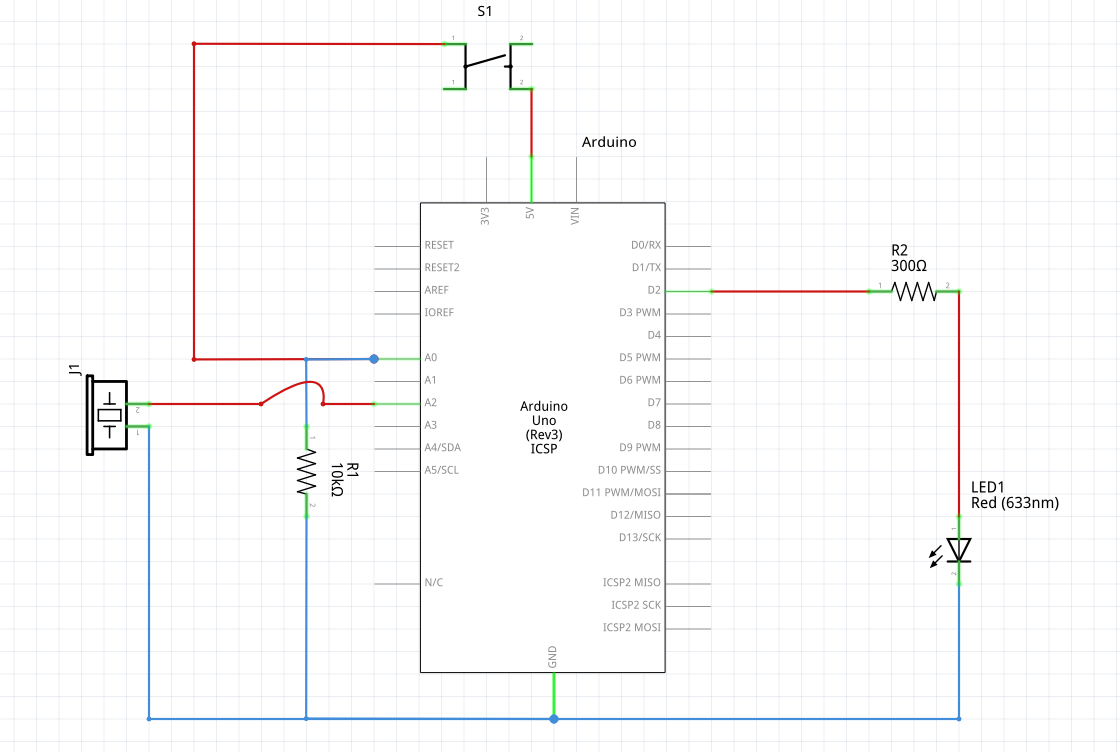 S1
1
2
1
2
Arduino
3V3
5V
VIN
RESET
RESET2
AREF
IOREF
A0
A1
A2
A3
A4/SDA
A5/SCL
N/C
D0/RX
D1/TX
D2
D3 PWM
D4
D5 PWM
D6 PWM
D7
D8
D9 PWM
D10 PWM/SS
D11 PWM/MOSI
D12/MISO
D13/SCK
ICSP2 MISO
ICSP2 SCK
ICSP2 MOSI
Arduino
Uno
(Rev3)
ICSP
GND
J1
2
1
R1
10kΩ
1
2
R2
300Ω
1
2
LED1
Red (633nm)
1
2